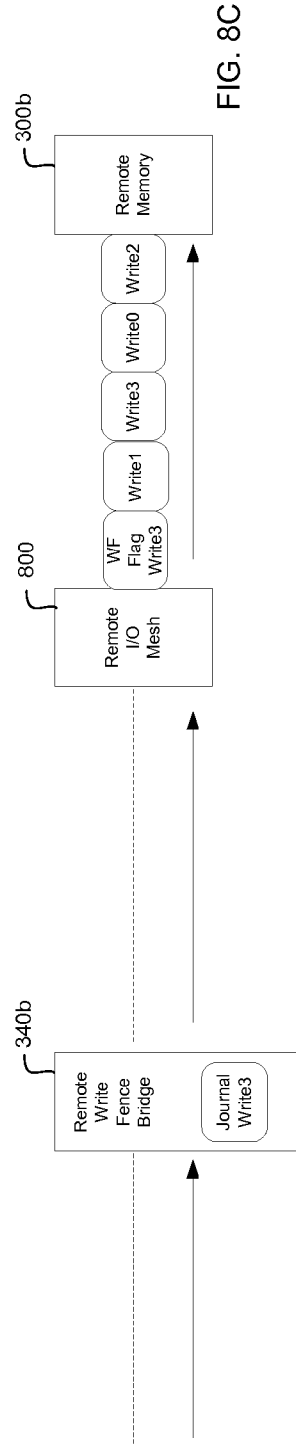 340b
Remote
Write
Fence
Bridge
Journal
Write3
800
Remote
I/O
Mesh
WF
Flag
Write3
Write1
Write3
Write0
Write2
300b
Remote
Memory
FIG. 8C